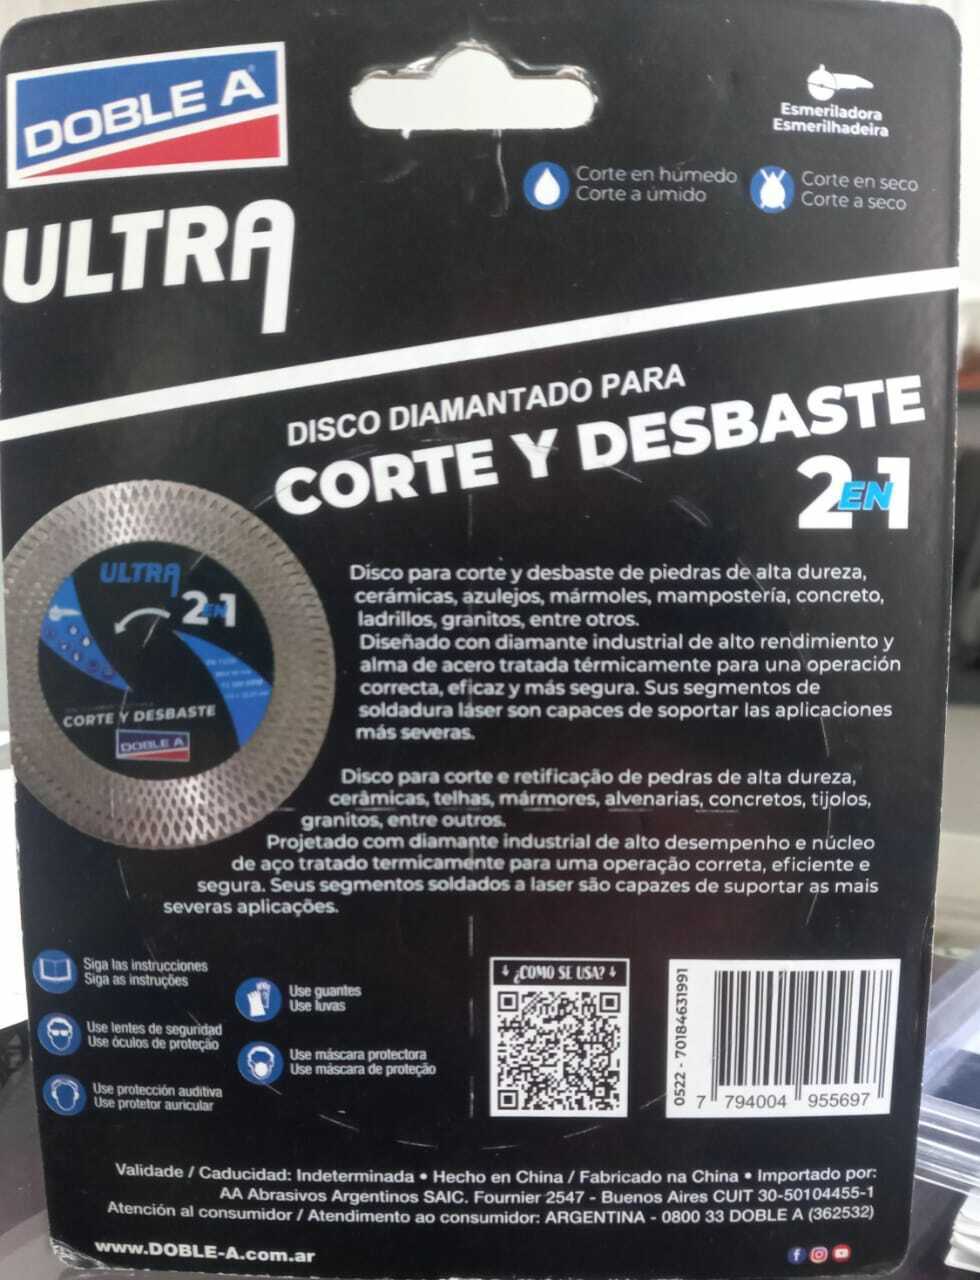 DOBLE A
Esmeriladora
Esmerilhadeira
Corte en húmedo
Corte a úmido
Corte en seco
Corte a seco
ULTRA
DISCO DIAMANTADO PARA
CORTE Y DESBASTE
2 EN 1
ULTRA
2 EN 1
CORTE Y DESBASTE
DOBLE A
Disco para corte y desbaste de piedras de alta dureza,
cerámicas, azulejos, mármoles, mampostería, concreto,
ladrillos, granitos, entre otros.
Diseñado con diamante industrial de alto rendimiento y
alma de acero tratada térmicamente para una operación
correcta, eficaz y más segura. Sus segmentos de
soldadura láser son capaces de soportar las aplicaciones
más severas.
Disco para corte e retificação de pedras de alta dureza,
cerâmicas, telhas, mármores, alvenarias, concretos, tijolos,
granitos, entre outros.
Projetado com diamante industrial de alto desempenho e núcleo
de aço tratado termicamente para uma operação correta, eficiente e
segura. Seus segmentos soldados a laser são capazes de suportar as mais
severas aplicações.
Siga las instrucciones
Siga as instruções
Use lentes de seguridad
Use óculos de proteção
Use protección auditiva
Use protetor auricular
Use guantes
Use luvas
Use máscara protectora
Use máscara de proteção
¿COMO SE USA?
0522 - 70184631991
7 794004 955697
Validade / Caducidad: Indeterminada • Hecho en China / Fabricado na China • Importado por:
AA Abrasivos Argentinos SAIC. Fournier 2547 - Buenos Aires CUIT 30-50104455-1
Atención al consumidor / Atendimento ao consumidor: ARGENTINA - 0800 33 DOBLE A (362532)
www.DOBLE-A.com.ar